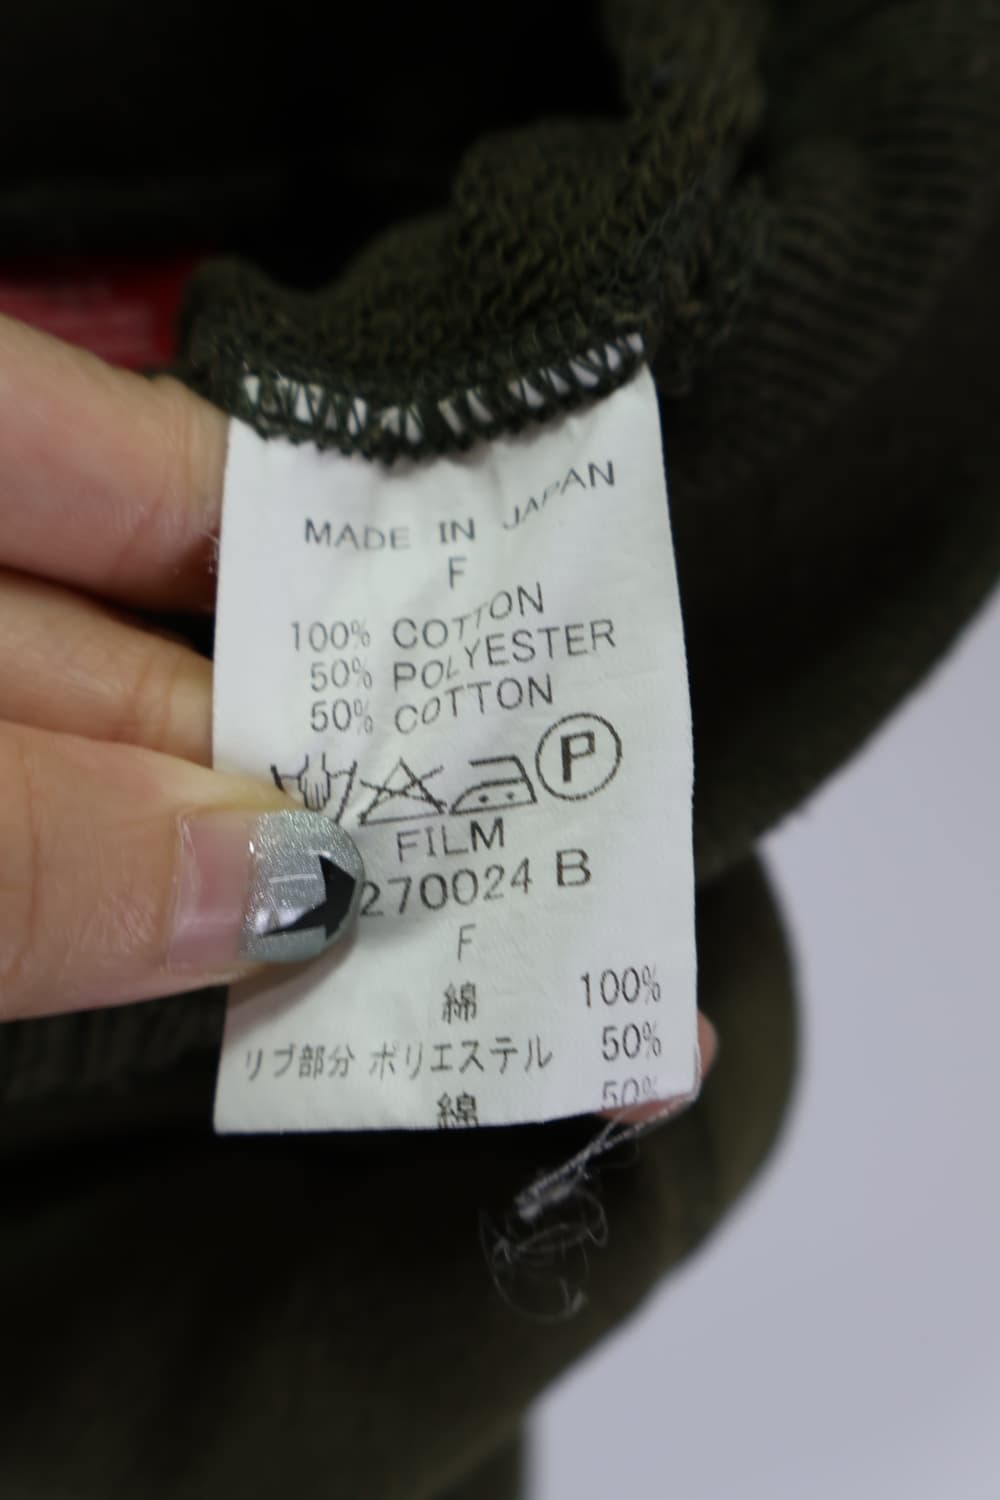 MADE IN JAPAN
F
100% COTTON
50% POLYESTER
50% COTTON
P
FILM
270024 B
F
綿 100%
リブ部分 ポリエステル 50%
綿 50%